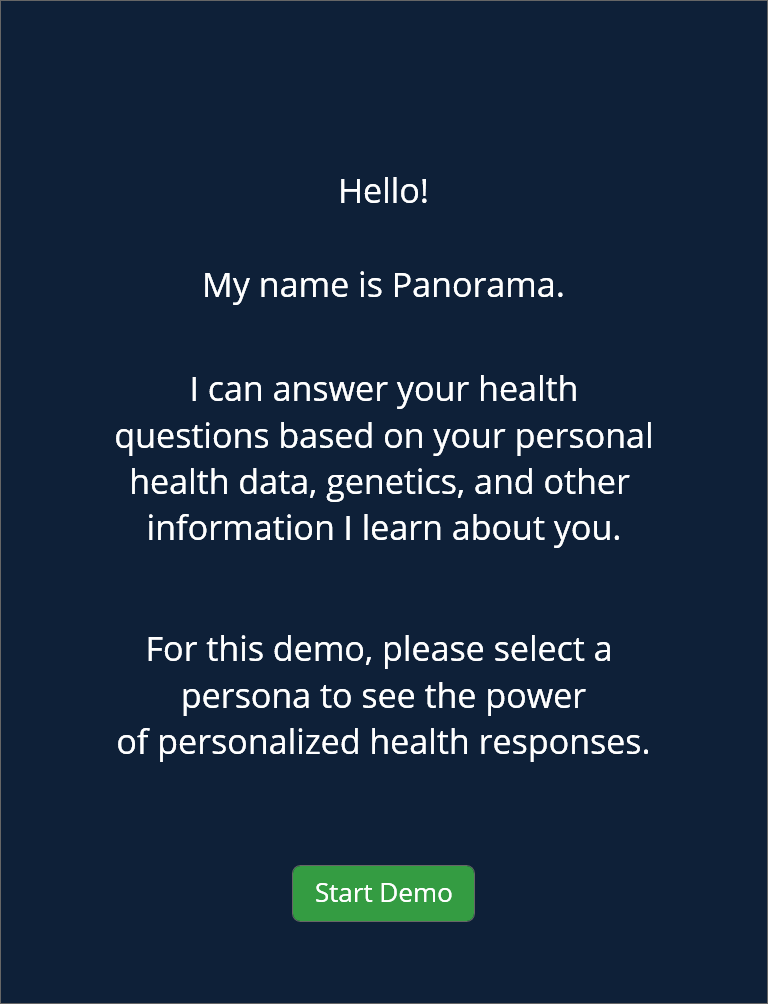 Hello!
My name is Panorama.
I can answer your health
questions based on your personal
health data, genetics, and other
information I learn about you.
For this demo, please select a
persona to see the power
of personalized health responses.
Start Demo